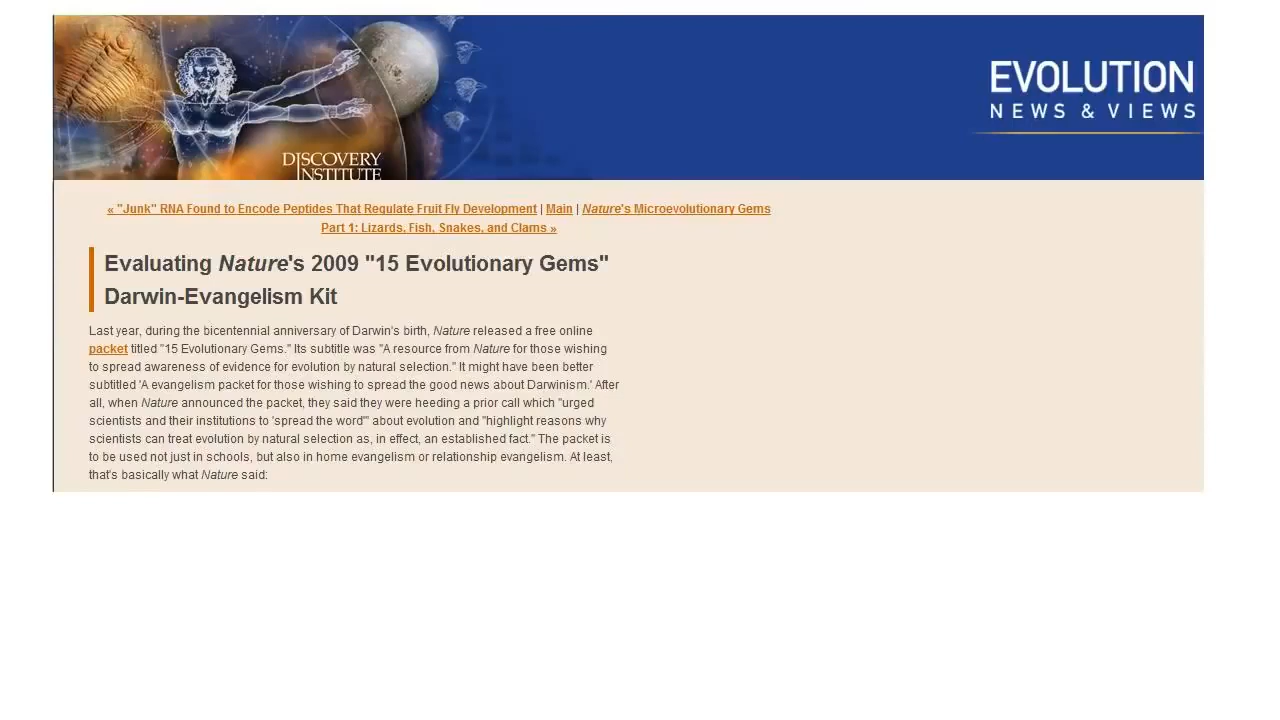 EVOLUTION
NEWS & VIEWS
DISCOVERY
INSTITUTE
« "Junk" RNA Found to Encode Peptides That Regulate Fruit Fly Development | Main | Nature's Microevolutionary Gems
Part 1: Lizards, Fish, Snakes, and Clams »
Evaluating Nature's 2009 "15 Evolutionary Gems"
Darwin-Evangelism Kit
Last year, during the bicentennial anniversary of Darwin's birth, Nature released a free online
packet titled "15 Evolutionary Gems." Its subtitle was "A resource from Nature for those wishing
to spread awareness of evidence for evolution by natural selection." It might have been better
subtitled 'A evangelism packet for those wishing to spread the good news about Darwinism.' After
all, when Nature announced the packet, they said they were heeding a prior call which "urged
scientists and their institutions to 'spread the word'" about evolution and "highlight reasons why
scientists can treat evolution by natural selection as, in effect, an established fact." The packet is
to be used not just in schools, but also in home evangelism or relationship evangelism. At least,
that's basically what Nature said: